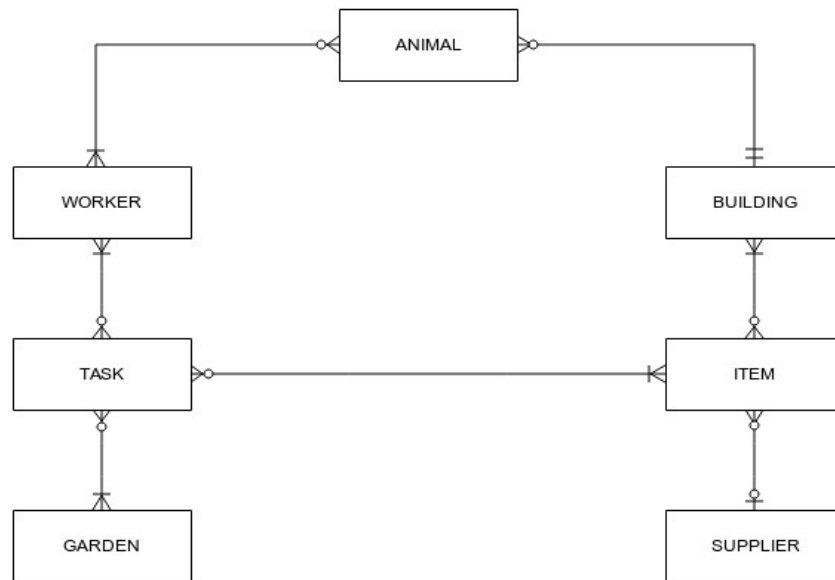 ANIMAL
WORKER
BUILDING
TASK
ITEM
GARDEN
SUPPLIER